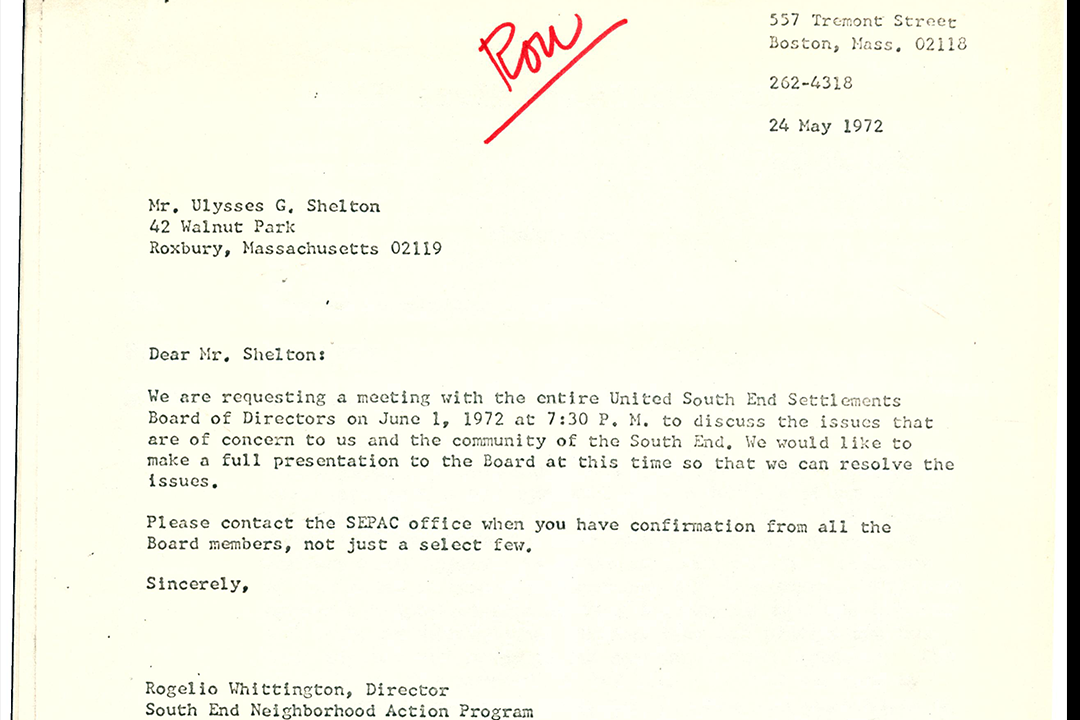 Ron
557 Tremont Street
Boston, Mass. 02118
262-4318
24 May 1972
Mr. Ulysses G. Shelton
42 Walnut Park
Roxbury, Massachusetts 02119
Dear Mr. Shelton:
We are requesting a meeting with the entire United South End Settlements
Board of Directors on June 1, 1972 at 7:30 P. M. to discuss the issues that
are of concern to us and the community of the South End. We would like to
make a full presentation to the Board at this time so that we can resolve the
issues.
Please contact the SEPAC office when you have confirmation from all the
Board members, not just a select few.
Sincerely,
Rogelio Whittington, Director
South End Neighborhood Action Program